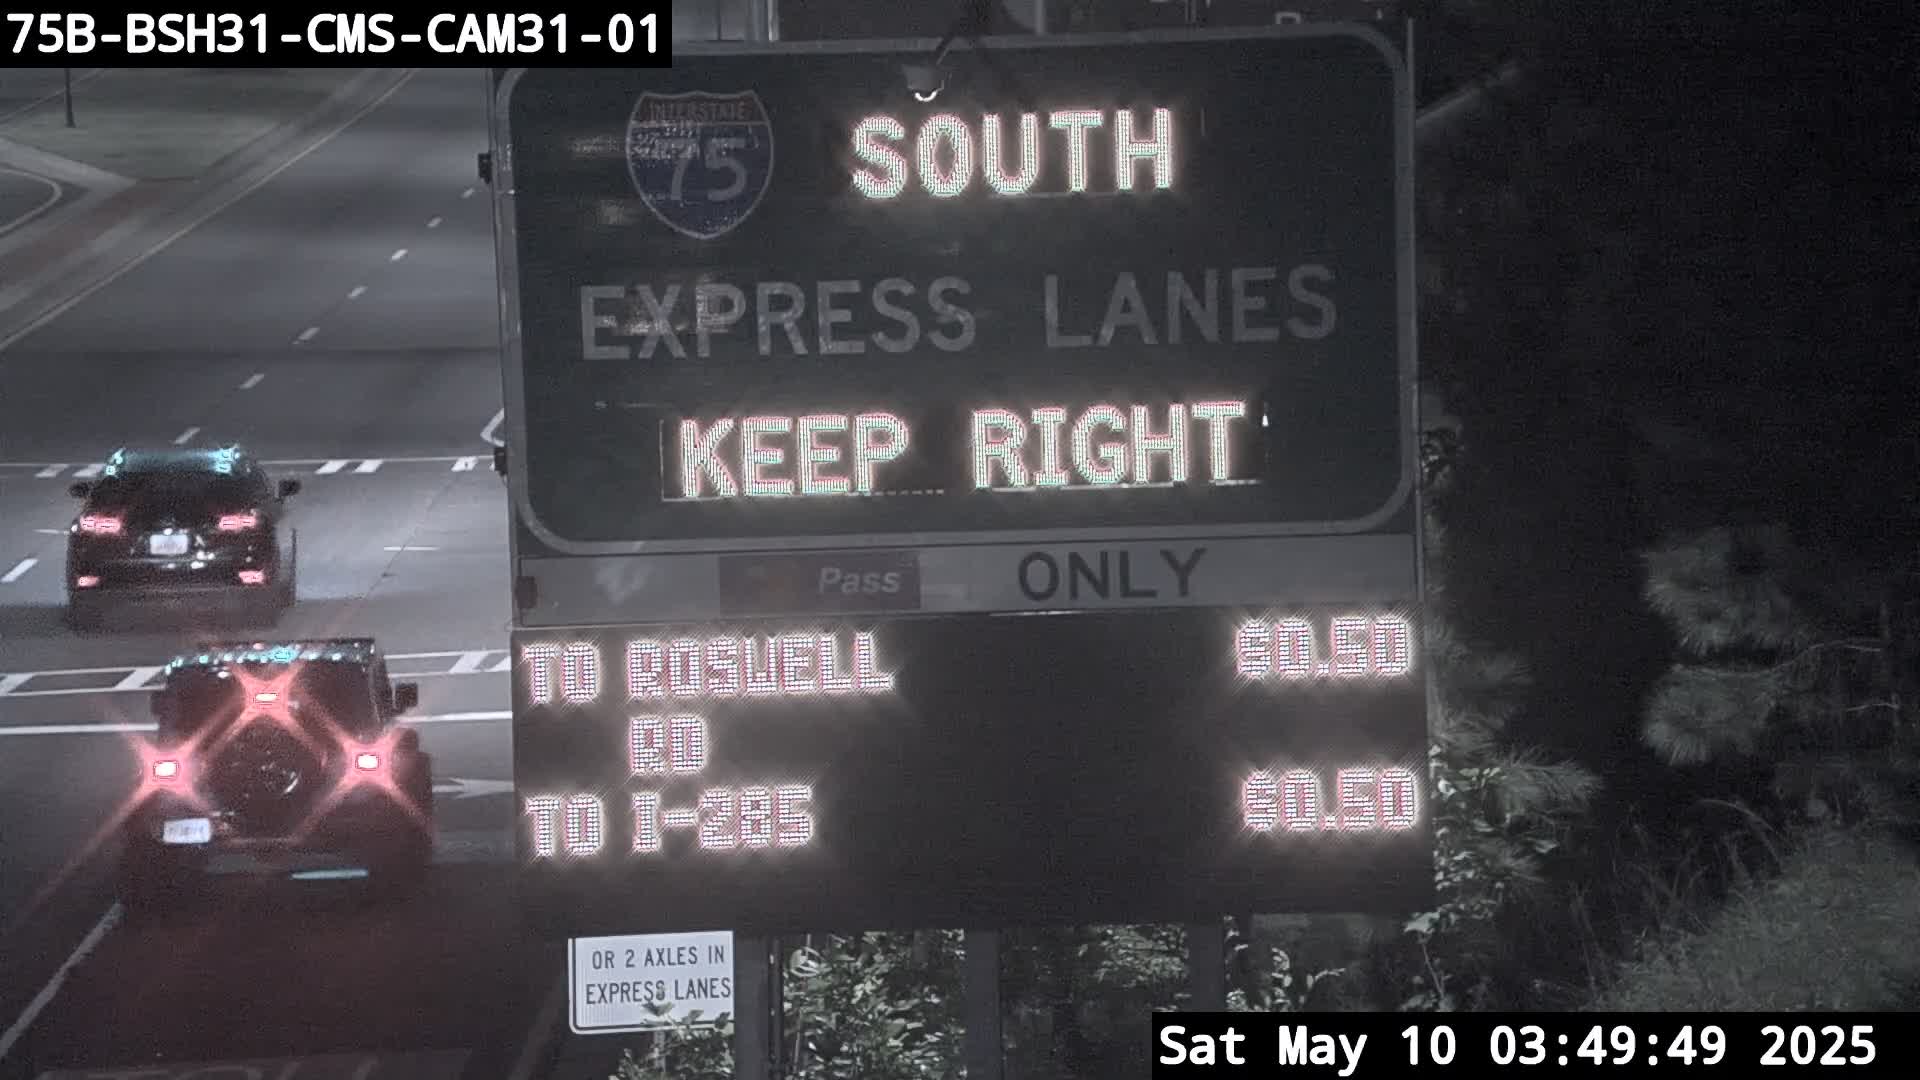 75B-BSH31-CMS-CAM31-01
INTERSTATE
75
SOUTH
EXPRESS LANES
KEEP RIGHT
Pass ONLY
TO ROSWELL $0.50
RD
TO I-285 $0.50
OR 2 AXLES IN
EXPRESS LANES
Sat May 10 03:49:49 2025